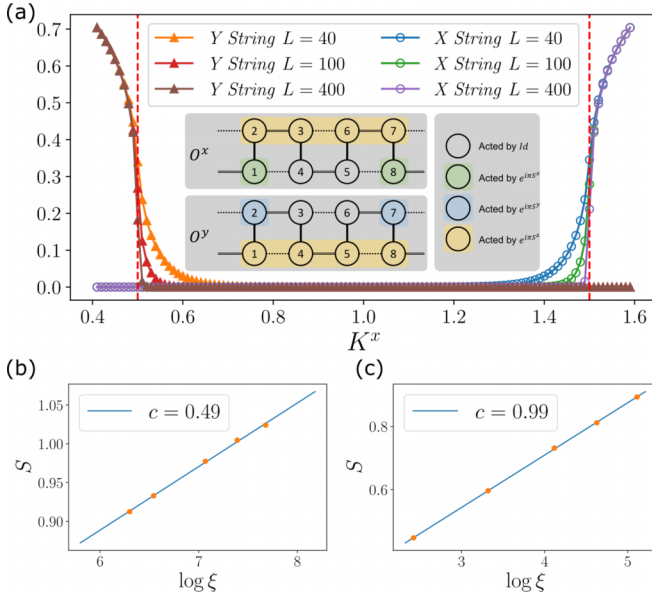 (a)
0.7
0.6
0.5
0.4
0.3
0.2
0.1
0.0
Y String L = 40
Y String L = 100
Y String L = 400
X String L = 40
X String L = 100
X String L = 400
O^x
2 3 6 7
1 4 5 8
O^y
2 3 6 7
1 4 5 8
Acted by Id
Acted by e^{iπS^x}
Acted by e^{iπS^y}
Acted by e^{iπS^z}
0.4 0.6 0.8 1.0 1.2 1.4 1.6
K^x
(b)
S
1.05
1.00
0.95
0.90
c = 0.49
6 7 8
log ξ
(c)
S
0.8
0.6
c = 0.99
3 4 5
log ξ